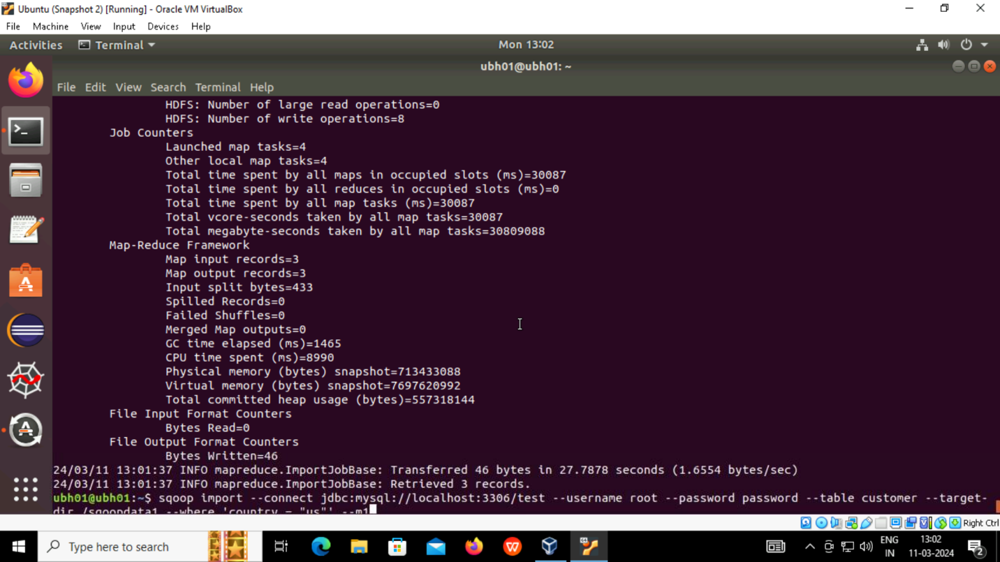 Ubuntu (Snapshot 2) [Running] - Oracle VM VirtualBox
File Machine View Input Devices Help
Activities Terminal Mon 13:02
ubh01@ubh01: ~
File Edit View Search Terminal Help
HDFS: Number of large read operations=0
HDFS: Number of write operations=8
Job Counters
Launched map tasks=4
Other local map tasks=4
Total time spent by all maps in occupied slots (ms)=30087
Total time spent by all reduces in occupied slots (ms)=0
Total time spent by all map tasks (ms)=30087
Total vcore-seconds taken by all map tasks=30087
Total megabyte-seconds taken by all map tasks=30809088
Map-Reduce Framework
Map input records=3
Map output records=3
Input split bytes=433
Spilled Records=0
Failed Shuffles=0
Merged Map outputs=0
GC time elapsed (ms)=1465
CPU time spent (ms)=8990
Physical memory (bytes) snapshot=713433088
Virtual memory (bytes) snapshot=7697620992
Total committed heap usage (bytes)=557318144
File Input Format Counters
Bytes Read=0
File Output Format Counters
Bytes Written=46
24/03/11 13:01:37 INFO mapreduce.ImportJobBase: Transferred 46 bytes in 27.7878 seconds (1.6554 bytes/sec)
24/03/11 13:01:37 INFO mapreduce.ImportJobBase: Retrieved 3 records.
ubh01@ubh01:~$ sqoop import --connect jdbc:mysql://localhost:3306/test --username root --password password --table customer --target-
dir /sqoopdata1 --where 'country = "us"' --m1
Right Ctrl
Type here to search
ENG 13:02
IN 11-03-2024
2